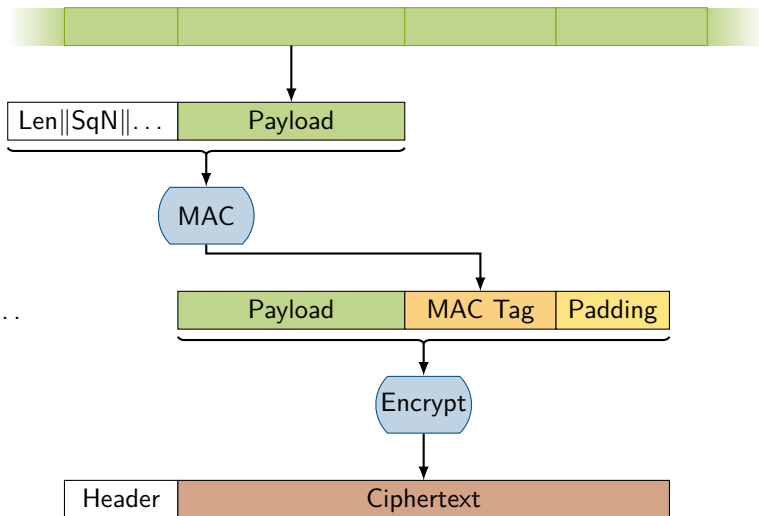 Len||SqN||... Payload
MAC
.. Payload MAC Tag Padding
Encrypt
Header Ciphertext